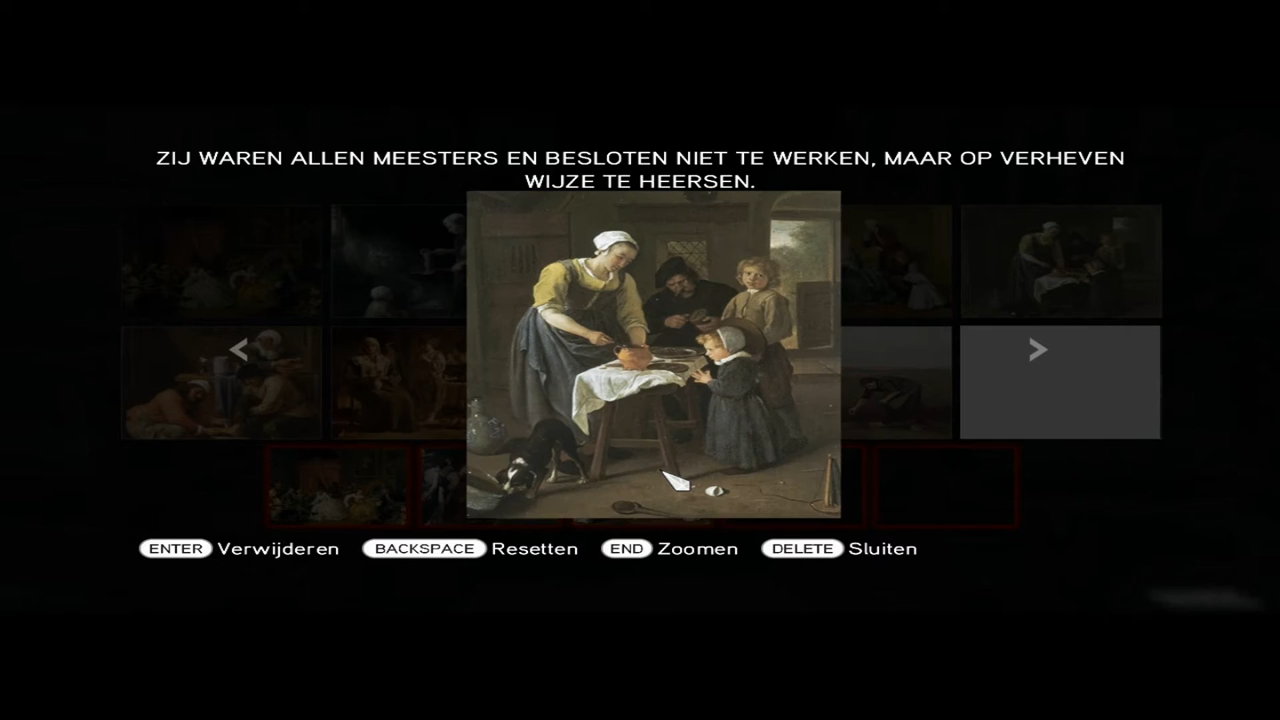 ZIJ WAREN ALLEN MEESTERS EN BESLOTEN NIET TE WERKEN, MAAR OP VERHEVEN
WIJZE TE HEERSEN.
ENTER Verwijderen BACKSPACE Resetten END Zoomen DELETE Sluiten